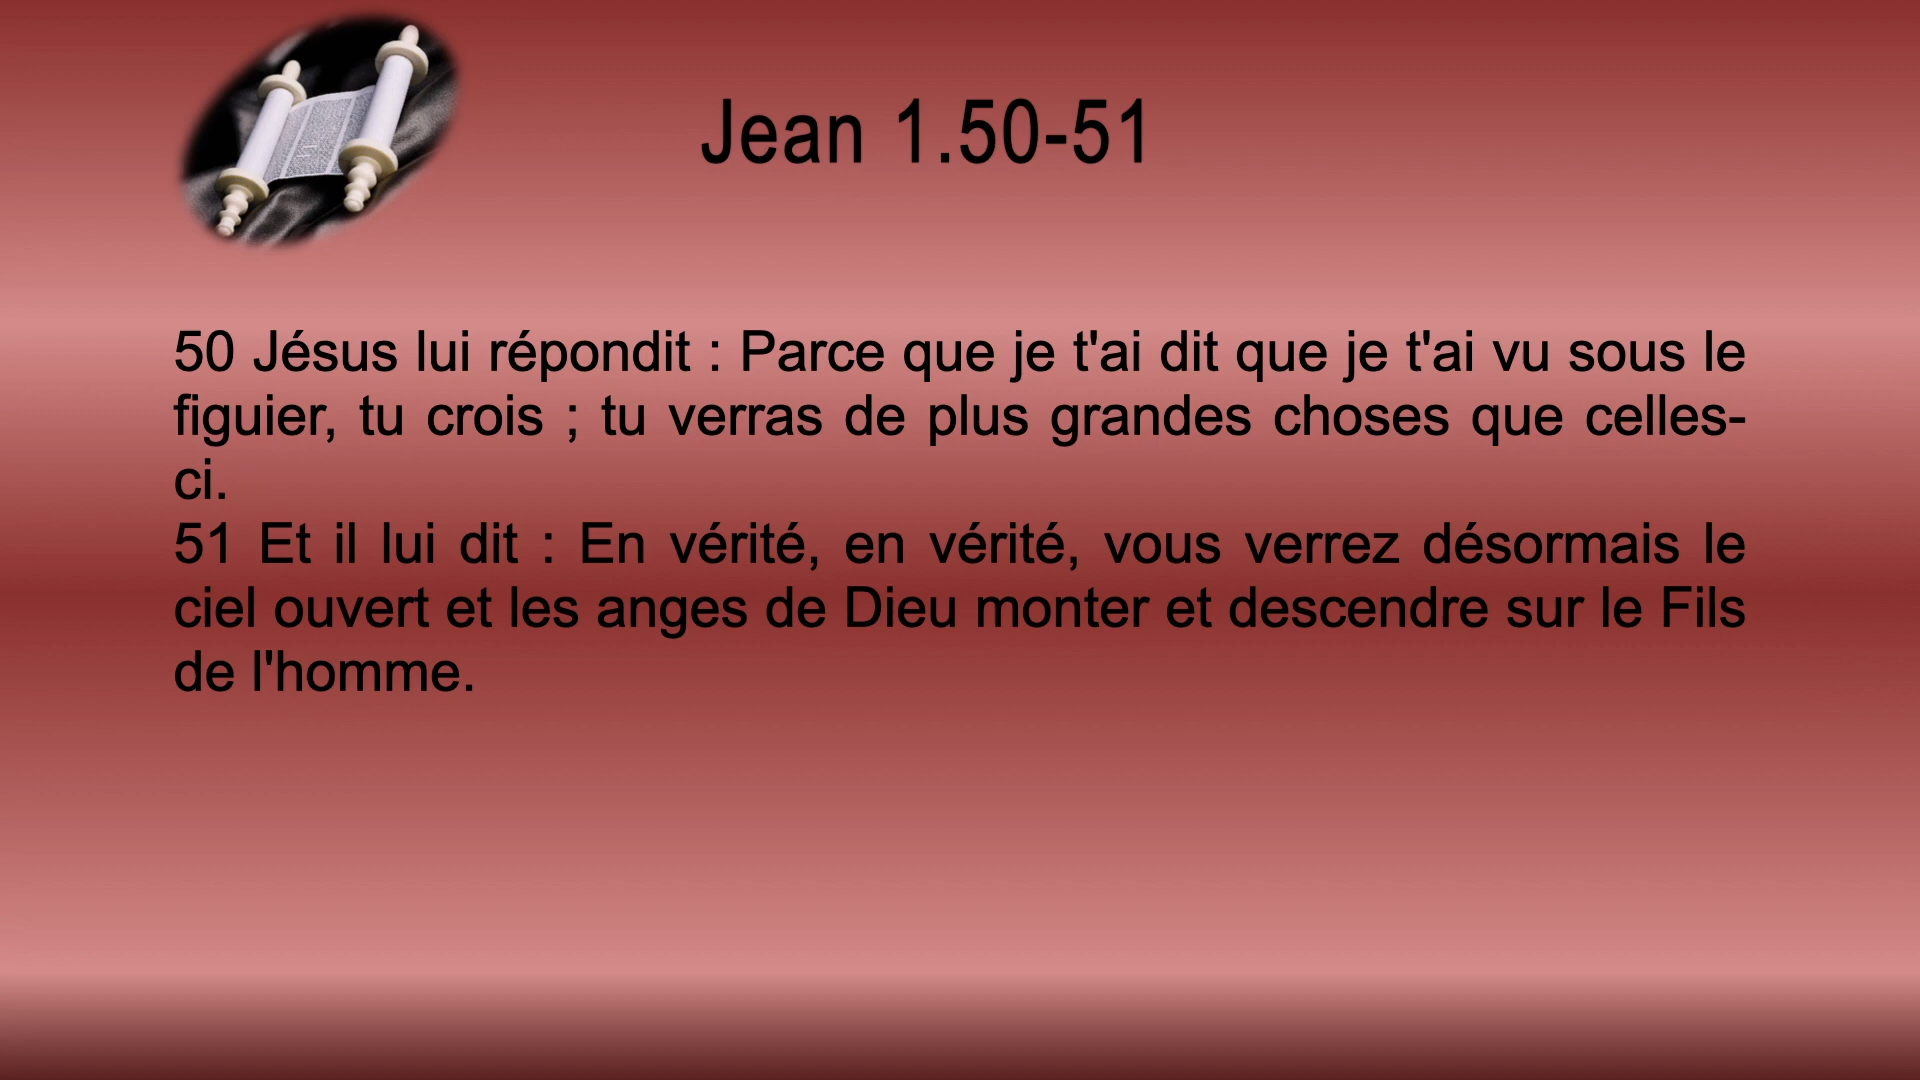 Jean 1.50-51
50 Jésus lui répondit : Parce que je t'ai dit que je t'ai vu sous le
figuier, tu crois ; tu verras de plus grandes choses que celles-
ci.
51 Et il lui dit : En vérité, en vérité, vous verrez désormais le
ciel ouvert et les anges de Dieu monter et descendre sur le Fils
de l'homme.